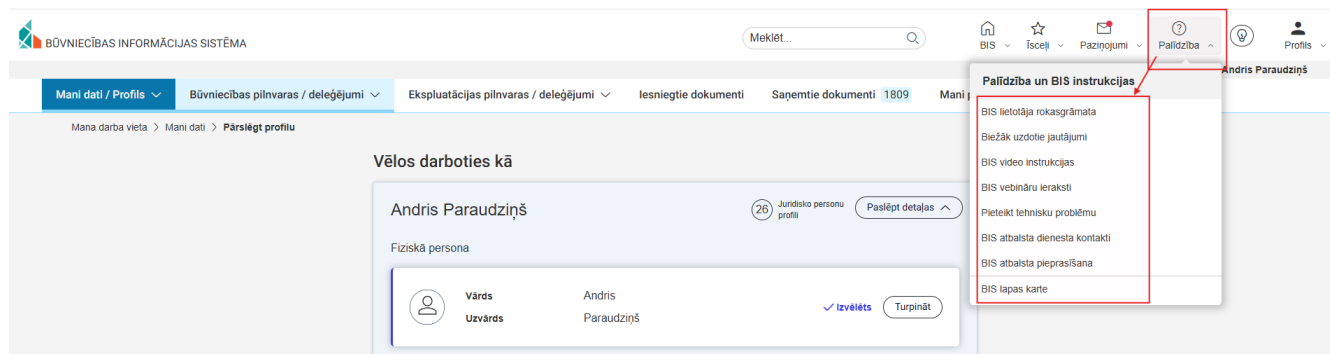 BŪVNIECĪBAS INFORMĀCIJAS SISTĒMA
Meklēt...
BIS
Īsceļi
Paziņojumi
Palīdzība
Profils
Andris Paraudziņš
Mani dati / Profils
Būvniecības pilnvaras / deleģējumi
Ekspluatācijas pilnvaras / deleģējumi
Iesniegtie dokumenti
Saņemtie dokumenti 1809
Mani
Mana darba vieta > Mani dati > Pārslēgt profilu
Palīdzība un BIS instrukcijas
BIS lietotāja rokasgrāmata
Biežāk uzdotie jautājumi
BIS video instrukcijas
BIS vebināru ieraksti
Pieteikt tehnisku problēmu
BIS atbalsta dienesta kontakti
BIS atbalsta pieprasīšana
BIS lapas karte
Vēlos darboties kā
Andris Paraudziņš
26 Juridisko personu
profili
Paslēpt detaļas
Fiziskā persona
Vārds Andris
Uzvārds Paraudziņš
Izvēlēts
Turpināt